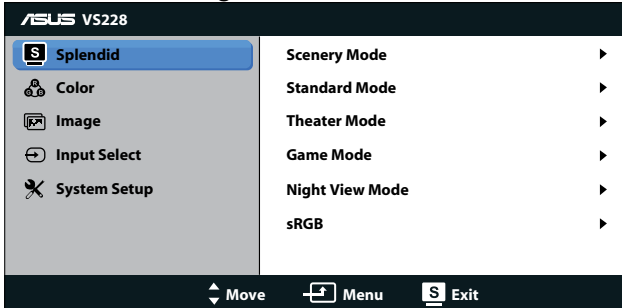 ASUS VS228
S Splendid
Color
Image
Input Select
System Setup
Scenery Mode
Standard Mode
Theater Mode
Game Mode
Night View Mode
sRGB
Move Menu S Exit